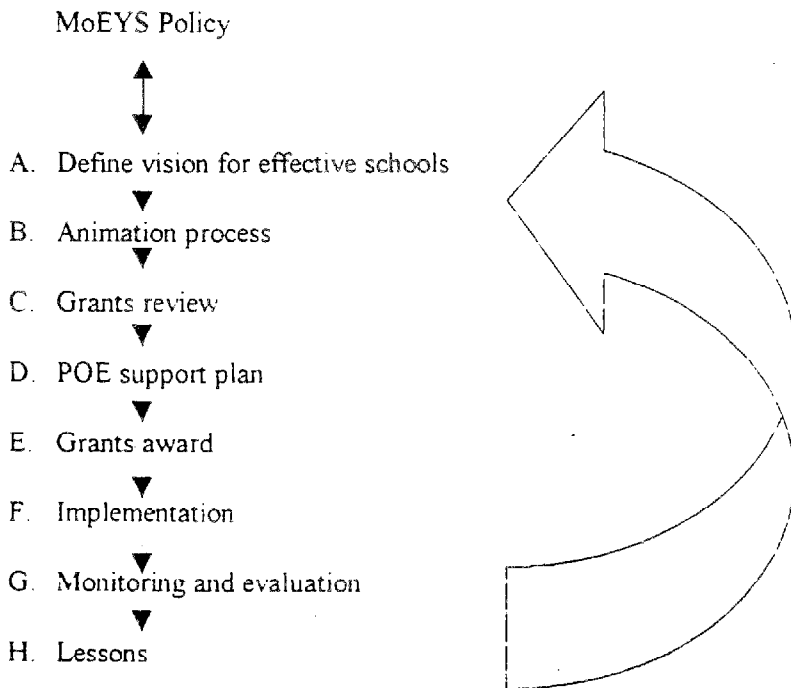 MoEYS Policy
A. Define vision for effective schools
B. Animation process
C. Grants review
D. POE support plan
E. Grants award
F. Implementation
G. Monitoring and evaluation
H. Lessons